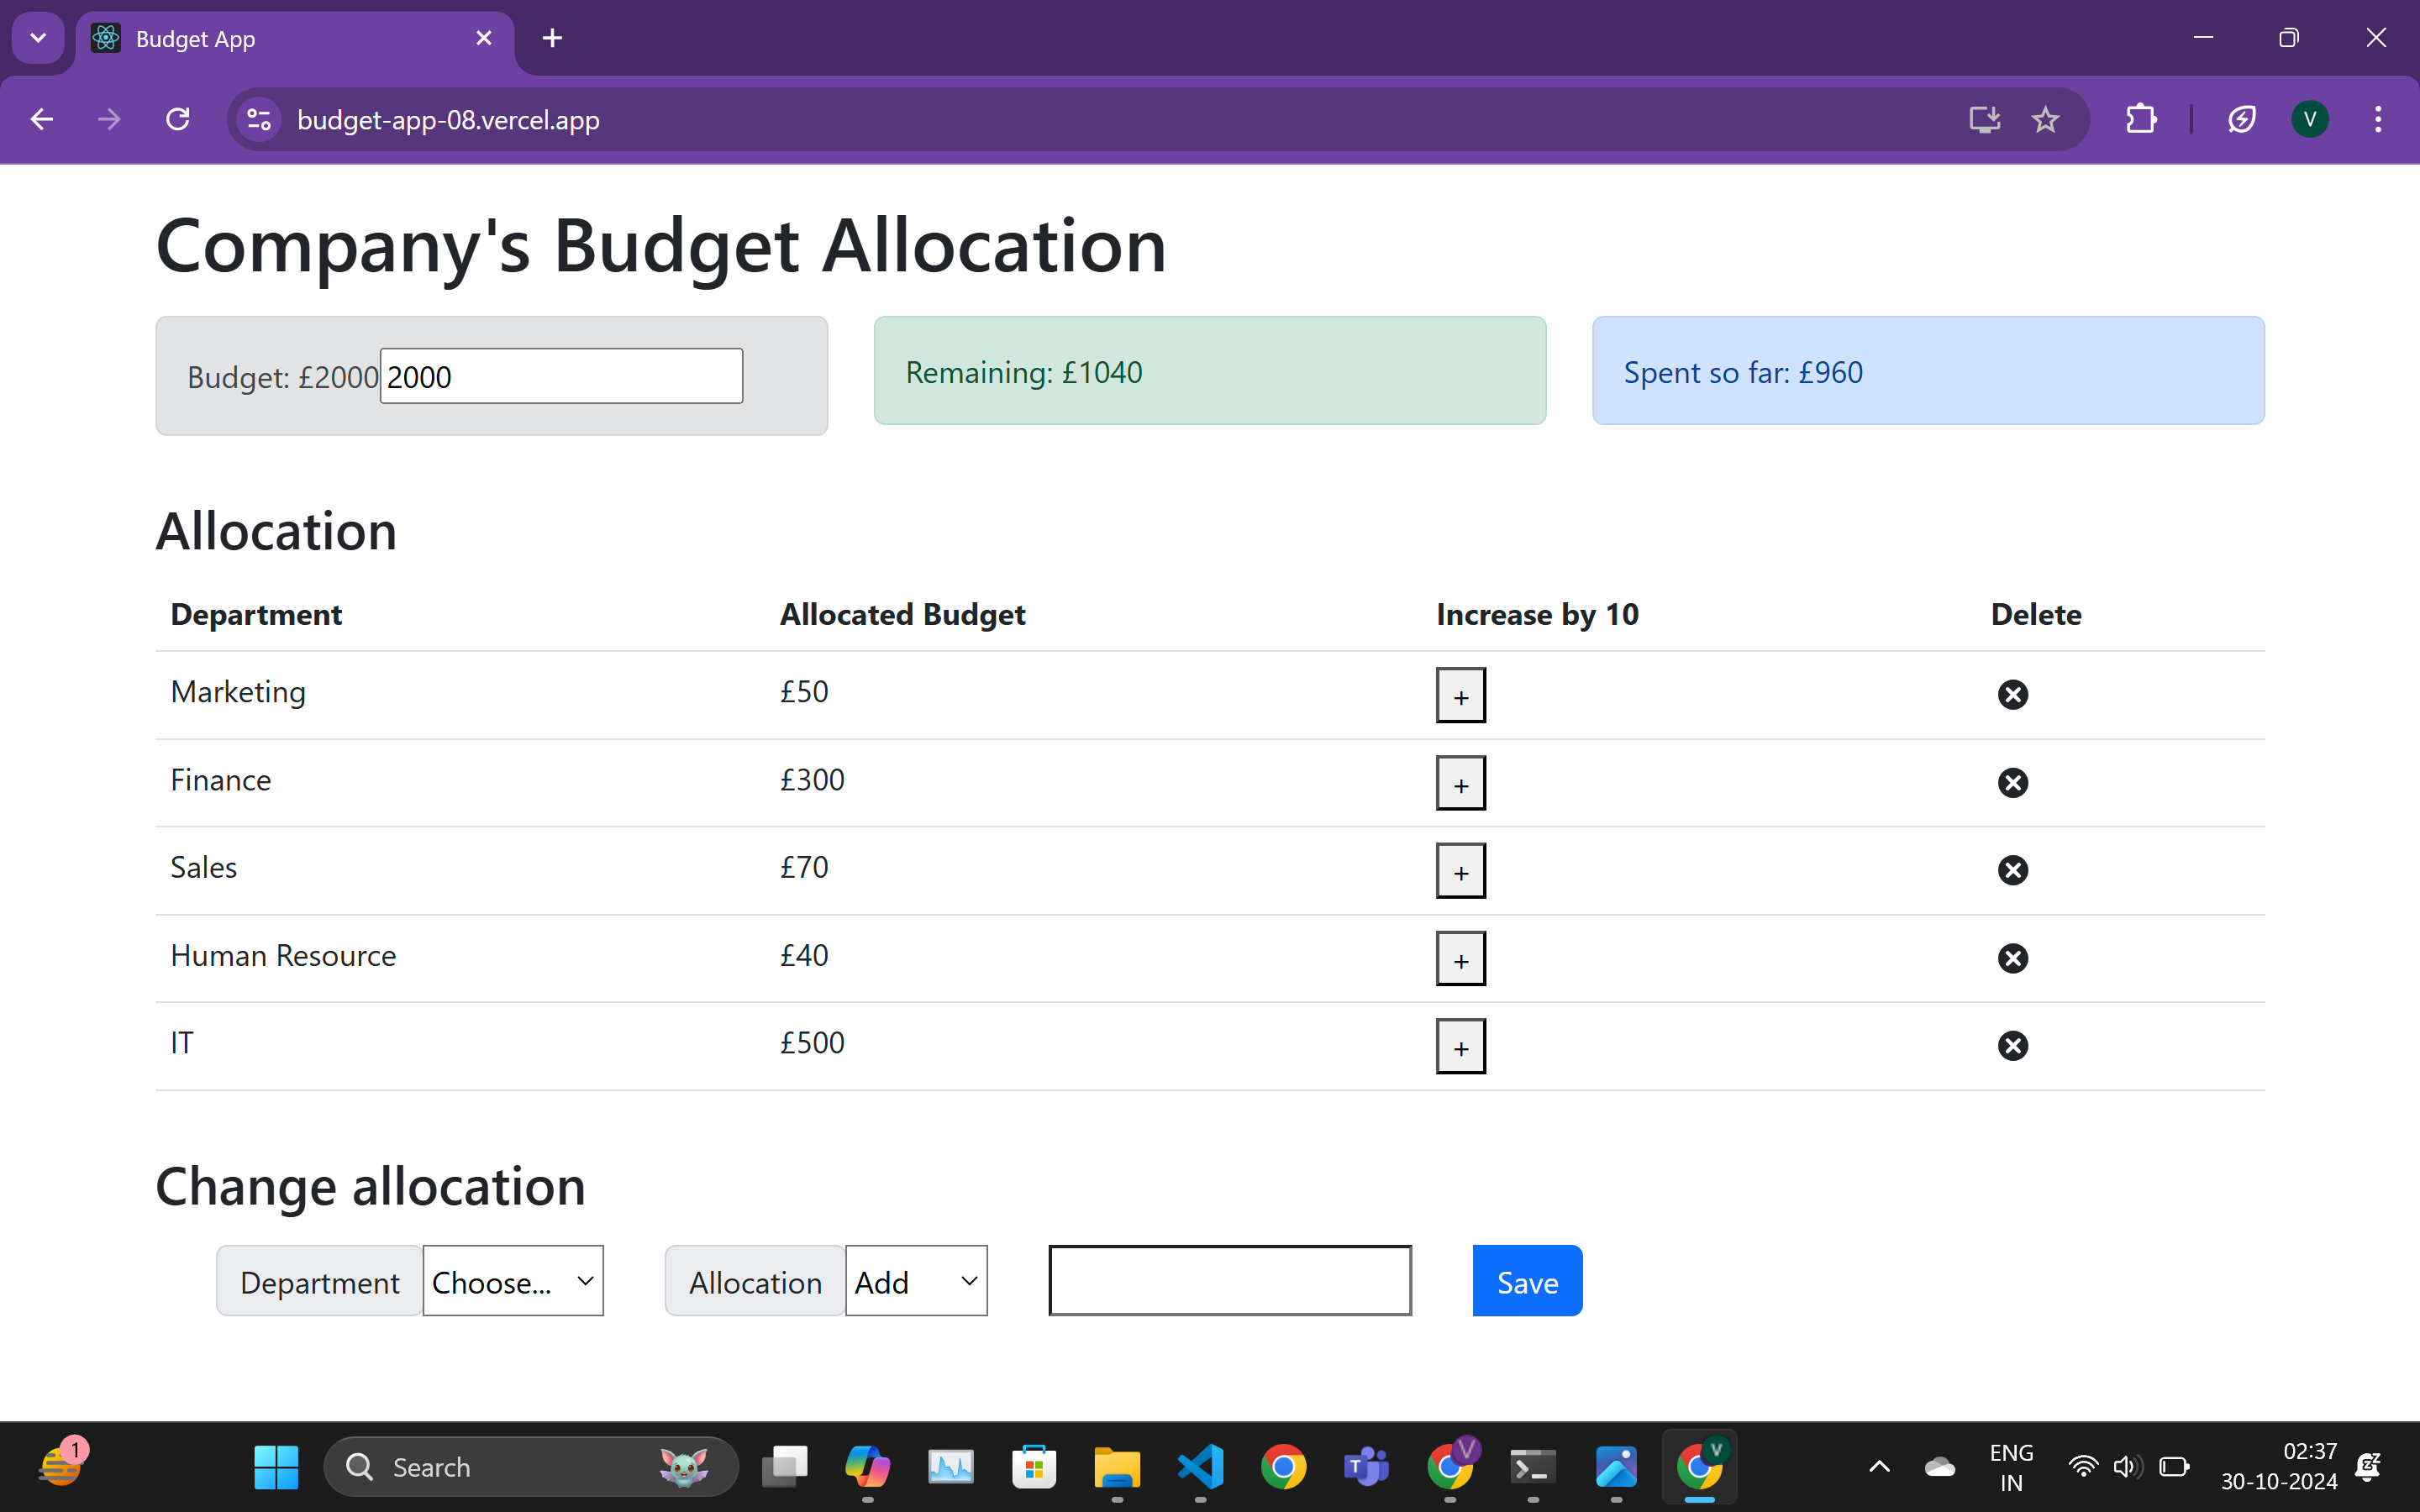 Budget App
budget-app-08.vercel.app
V
Company's Budget Allocation
Budget: £2000 2000
Remaining: £1040
Spent so far: £960
Allocation
Department Allocated Budget Increase by 10 Delete
Marketing £50 +
Finance £300 +
Sales £70 +
Human Resource £40 +
IT £500 +
Change allocation
Department Choose... Allocation Add Save
1
Search
T
V
V
ENG
IN
02:37
30-10-2024